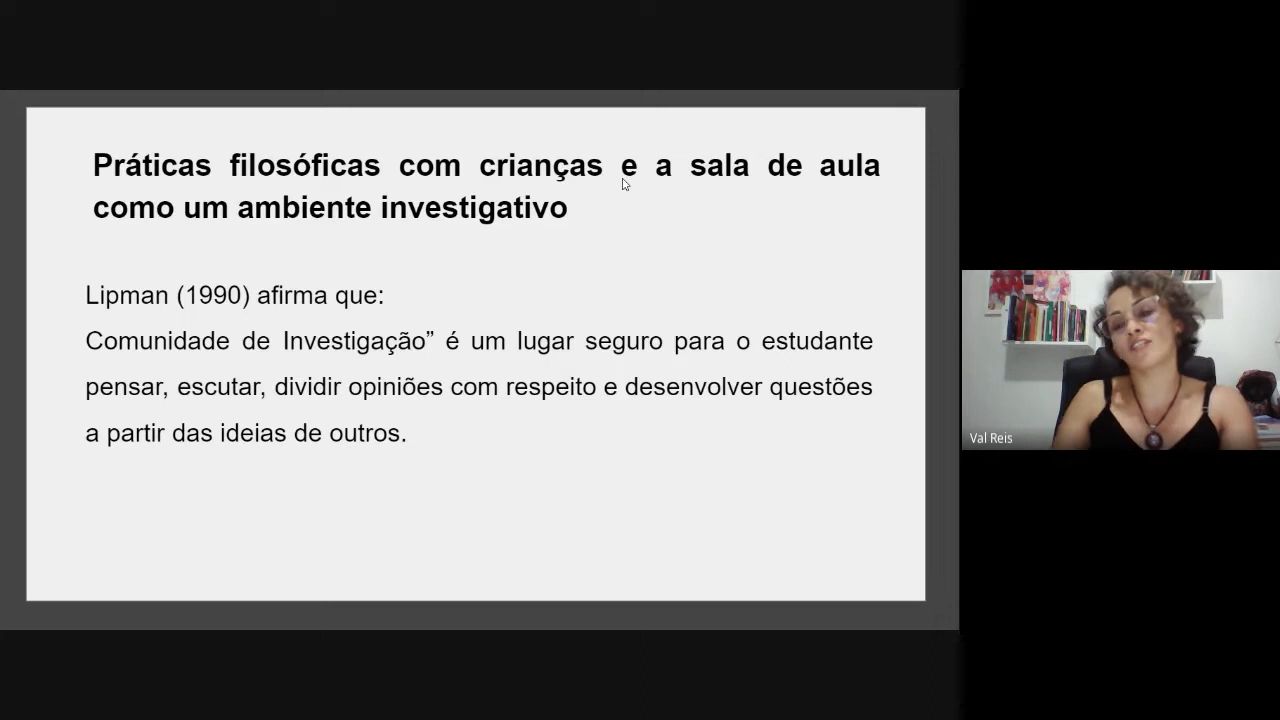 Práticas filosóficas com crianças e a sala de aula
como um ambiente investigativo
Lipman (1990) afirma que:
Comunidade de Investigação” é um lugar seguro para o estudante
pensar, escutar, dividir opiniões com respeito e desenvolver questões
a partir das ideias de outros.
Val Reis